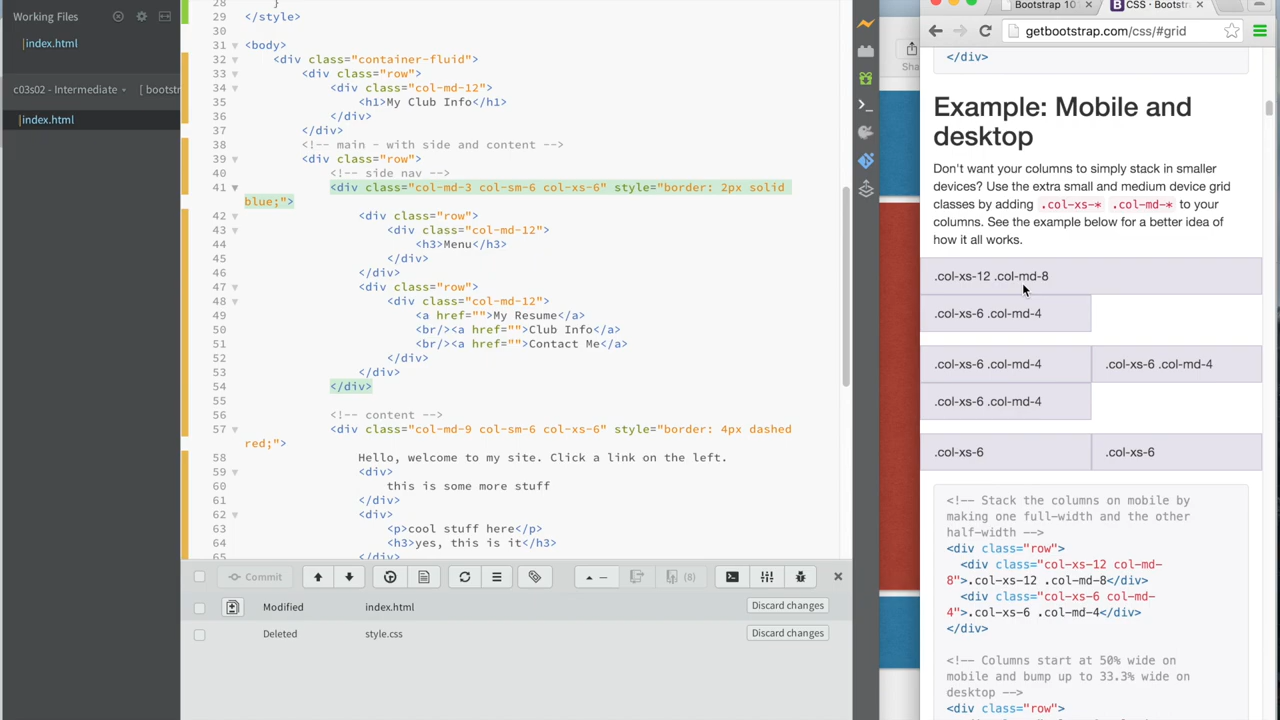 Working Files
index.html
c03s02 - Intermediate
[ bootstr
index.html
28 }
29 </style>
30
31 <body>
32 <div class="container-fluid">
33 <div class="row">
34 <div class="col-md-12">
35 <h1>My Club Info</h1>
36 </div>
37 </div>
38 <!-- main - with side and content -->
39 <div class="row">
40 <!-- side nav -->
41 <div class="col-md-3 col-sm-6 col-xs-6" style="border: 2px solid
blue;">
42 <div class="row">
43 <div class="col-md-12">
44 <h3>Menu</h3>
45 </div>
46 </div>
47 <div class="row">
48 <div class="col-md-12">
49 <a href="">My Resume</a>
50 <br/><a href="">Club Info</a>
51 <br/><a href="">Contact Me</a>
52 </div>
53 </div>
54 </div>
55
56 <!-- content -->
57 <div class="col-md-9 col-sm-6 col-xs-6" style="border: 4px dashed
red;">
58 Hello, welcome to my site. Click a link on the left.
59 <div>
60 this is some more stuff
61 </div>
62 <div>
63 <p>cool stuff here</p>
64 <h3>yes, this is it</h3>
65 </div>
Commit
(8)
Modified index.html Discard changes
Deleted style.css Discard changes
Sha
Bootstrap 10
CSS · Bootst
getbootstrap.com/css/#grid
</div>
Example: Mobile and
desktop
Don't want your columns to simply stack in smaller
devices? Use the extra small and medium device grid
classes by adding .col-xs-* .col-md-* to your
columns. See the example below for a better idea of
how it all works.
.col-xs-12 .col-md-8
.col-xs-6 .col-md-4
.col-xs-6 .col-md-4 .col-xs-6 .col-md-4
.col-xs-6 .col-md-4
.col-xs-6 .col-xs-6
<!-- Stack the columns on mobile by
making one full-width and the other
half-width -->
<div class="row">
<div class="col-xs-12 col-md-
8">.col-xs-12 .col-md-8</div>
<div class="col-xs-6 col-md-
4">.col-xs-6 .col-md-4</div>
</div>
<!-- Columns start at 50% wide on
mobile and bump up to 33.3% wide on
desktop -->
<div class="row">